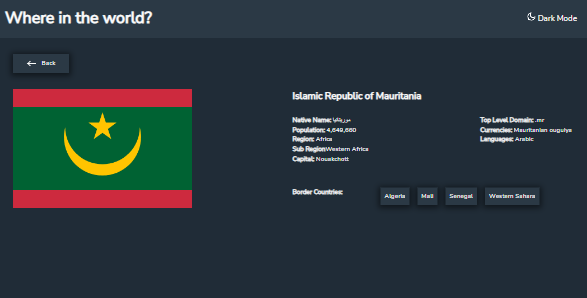 Where in the world?
Dark Mode
Back
Islamic Republic of Mauritania
Native Name:
Population: 4,649,660
Region: Africa
Sub Region:Western Africa
Capital: Nouakchott
Top Level Domain: .mr
Currencies: Mauritanian ouguiya
Languages: Arabic
Border Countries:
Algeria
Mali
Senegal
Western Sahara